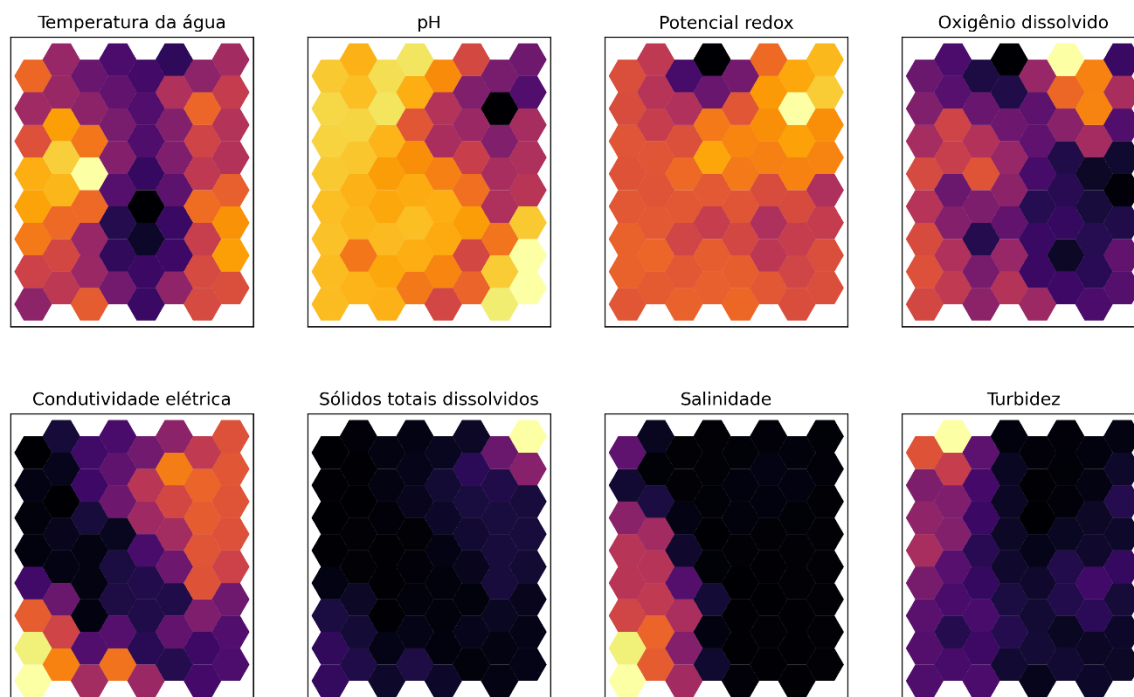 Temperatura da água
pH
Potencial redox
Oxigênio dissolvido
Condutividade elétrica
Sólidos totais dissolvidos
Salinidade
Turbidez